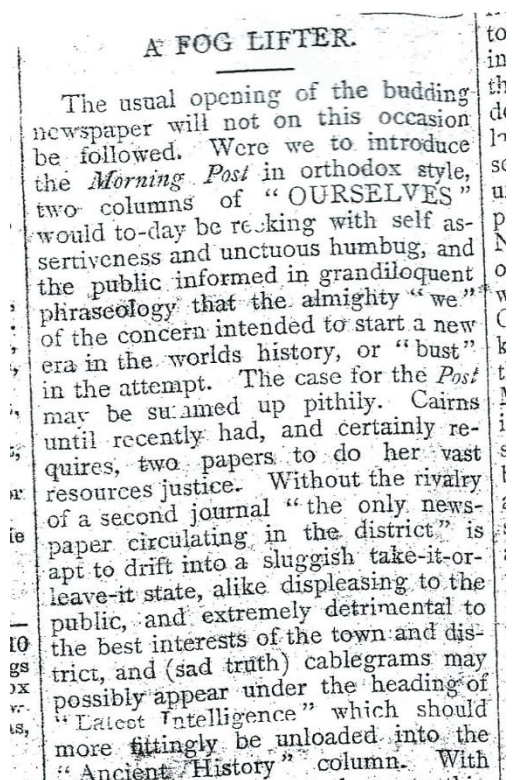 A FOG LIFTER.
The usual opening of the budding
newspaper will not on this occasion
be followed. Were we to introduce
the Morning Post in orthodox style,
two columns of "OURSELVES"
would to-day be reeking with self as-
sertiveness and unctuous humbug, and
the public informed in grandiloquent
phraseology that the almighty "we"
of the concern intended to start a new
era in the worlds history, or "bust"
in the attempt. The case for the Post
may be summed up pithily. Cairns
until recently had, and certainly re-
quires, two papers to do her vast
resources justice. Without the rivalry
of a second journal "the only news-
paper circulating in the district" is
apt to drift into a sluggish take-it-or-
leave-it state, alike displeasing to the
public, and extremely detrimental to
the best interests of the town and dis-
trict, and (sad truth) cablegrams may
possibly appear under the heading of
"Latest Intelligence" which should
more fittingly be unloaded into the
"Ancient History" column. With